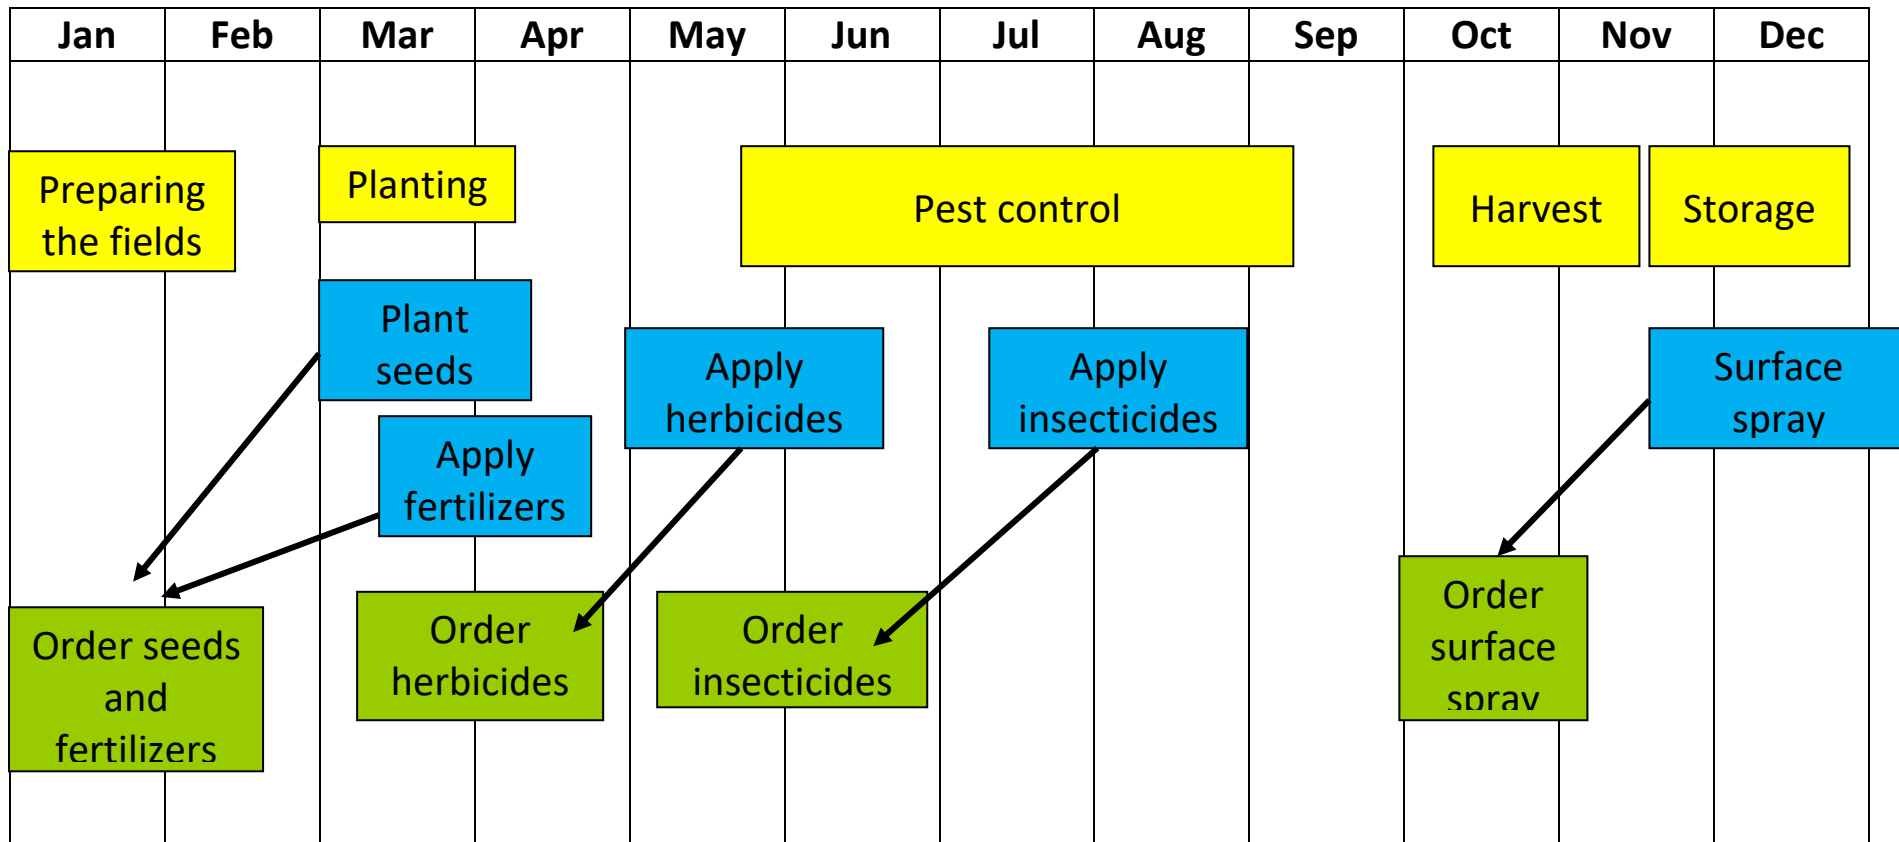 Jan Feb Mar Apr May Jun Jul Aug Sep Oct Nov Dec
Preparing
the fields
Planting
Pest control
Harvest
Storage
Plant
seeds
Apply
fertilizers
Apply
herbicides
Apply
insecticides
Surface
spray
Order seeds
and
fertilizers
Order
herbicides
Order
insecticides
Order
surface
spray